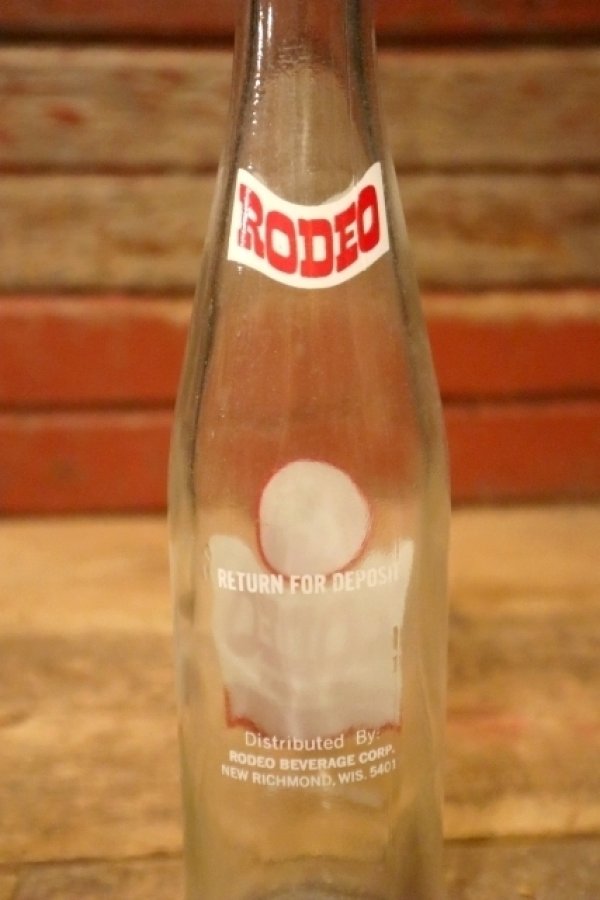 RODEO
RETURN FOR DEPOSIT
Distributed By:
RODEO BEVERAGE CORP.
NEW RICHMOND, WIS. 5401